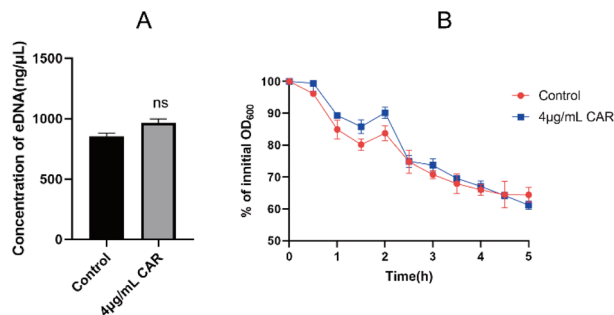 A
Concentration of eDNA(ng/μL)
1500
1000
500
0
ns
Control
4μg/mL CAR
B
% of innitial OD600
100
90
80
70
60
50
0
1
2
3
4
5
Time(h)
Control
4μg/mL CAR